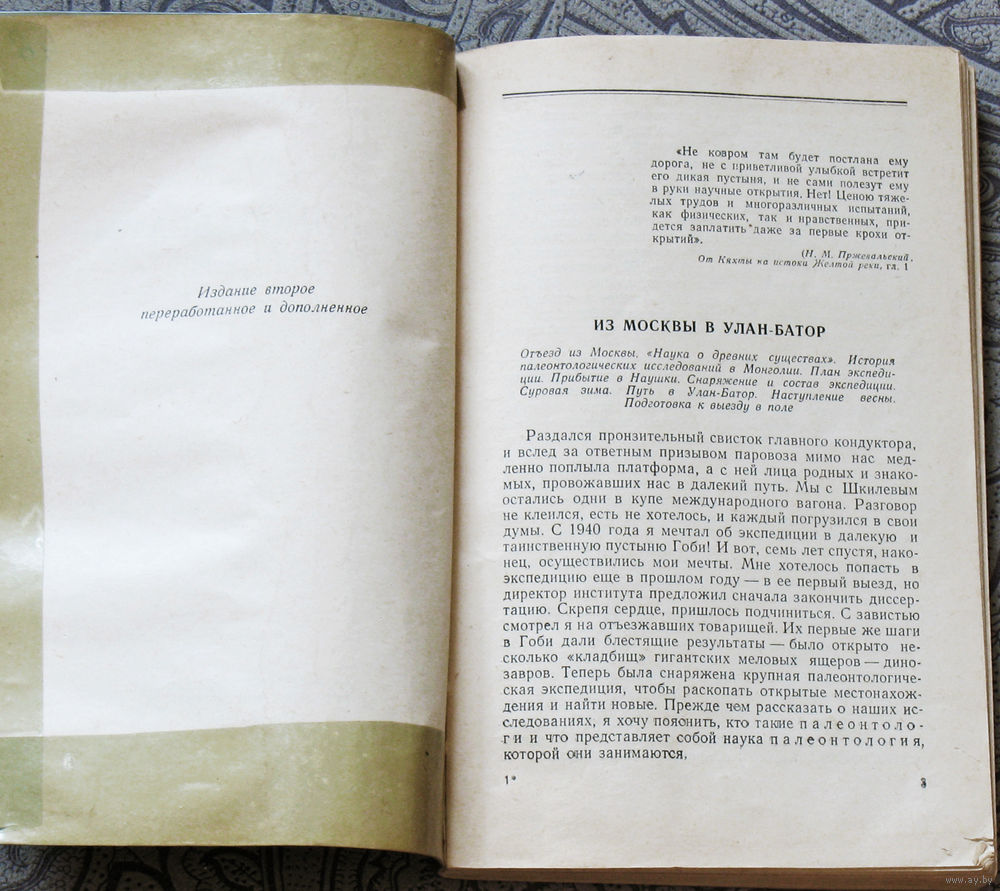 Издание второе
переработанное и дополненное
«Не ковром там будет постлана ему
дорога, не с приветливой улыбкой встретит
его дикая пустыня, и не сами полезут ему
в руки научные открытия. Нет! Ценою тяже-
лых трудов и многоразличных испытаний,
как физических, так и нравственных, при-
дется заплатить даже за первые крохи от-
крытий».
(Н. М. Пржевальский,
От Кяхты на истоки Желтой реки, гл. 1
ИЗ МОСКВЫ В УЛАН-БАТОР
Отъезд из Москвы. «Наука о древних существах». История
палеонтологических исследований в Монголии. План экспеди-
ции. Прибытие в Наушки. Снаряжение и состав экспедиции.
Суровая зима. Путь в Улан-Батор. Наступление весны.
Подготовка к выезду в поле
Раздался пронзительный свисток главного кондуктора,
и вслед за ответным призывом паровоза мимо нас мед-
ленно поплыла платформа, а с ней лица родных и знако-
мых, провожавших нас в далекий путь. Мы с Шкилевым
остались одни в купе международного вагона. Разговор
не клеился, есть не хотелось, и каждый погрузился в свои
думы. С 1940 года я мечтал об экспедиции в далекую и
таинственную пустыню Гоби! И вот, семь лет спустя, нако-
нец, осуществились мои мечты. Мне хотелось попасть в
экспедицию еще в прошлом году — в ее первый выезд, но
директор института предложил сначала закончить диссер-
тацию. Скрепя сердце, пришлось подчиниться. С завистью
смотрел я на отъезжавших товарищей. Их первые же шаги
в Гоби дали блестящие результаты — было открыто не-
сколько «кладбищ» гигантских меловых ящеров — дино-
завров. Теперь была снаряжена крупная палеонтологиче-
ская экспедиция, чтобы раскопать открытые местонахож-
дения и найти новые. Прежде чем рассказать о наших ис-
следованиях, я хочу пояснить, кто такие палеонтоло-
ги и что представляет собой наука палеонтология,
которой они занимаются,
1*
3
www.ay.by